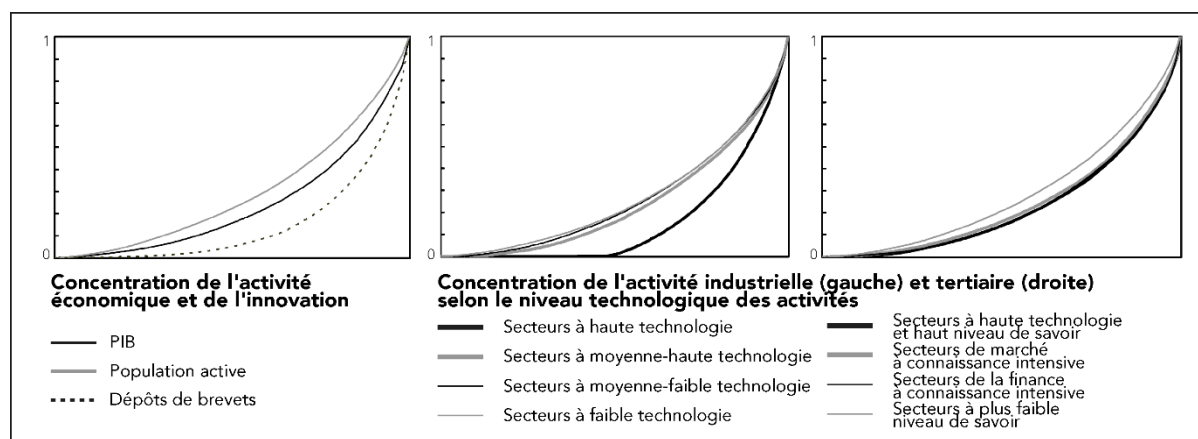 1
0
1
0
1
0
Concentration de l'activité
économique et de l'innovation
PIB
Population active
Dépôts de brevets
Concentration de l'activité industrielle (gauche) et tertiaire (droite)
selon le niveau technologique des activités
Secteurs à haute technologie
Secteurs à moyenne-haute technologie
Secteurs à moyenne-faible technologie
Secteurs à faible technologie
Secteurs à haute technologie
et haut niveau de savoir
Secteurs de marché
à connaissance intensive
Secteurs de la finance
à connaissance intensive
Secteurs à plus faible
niveau de savoir